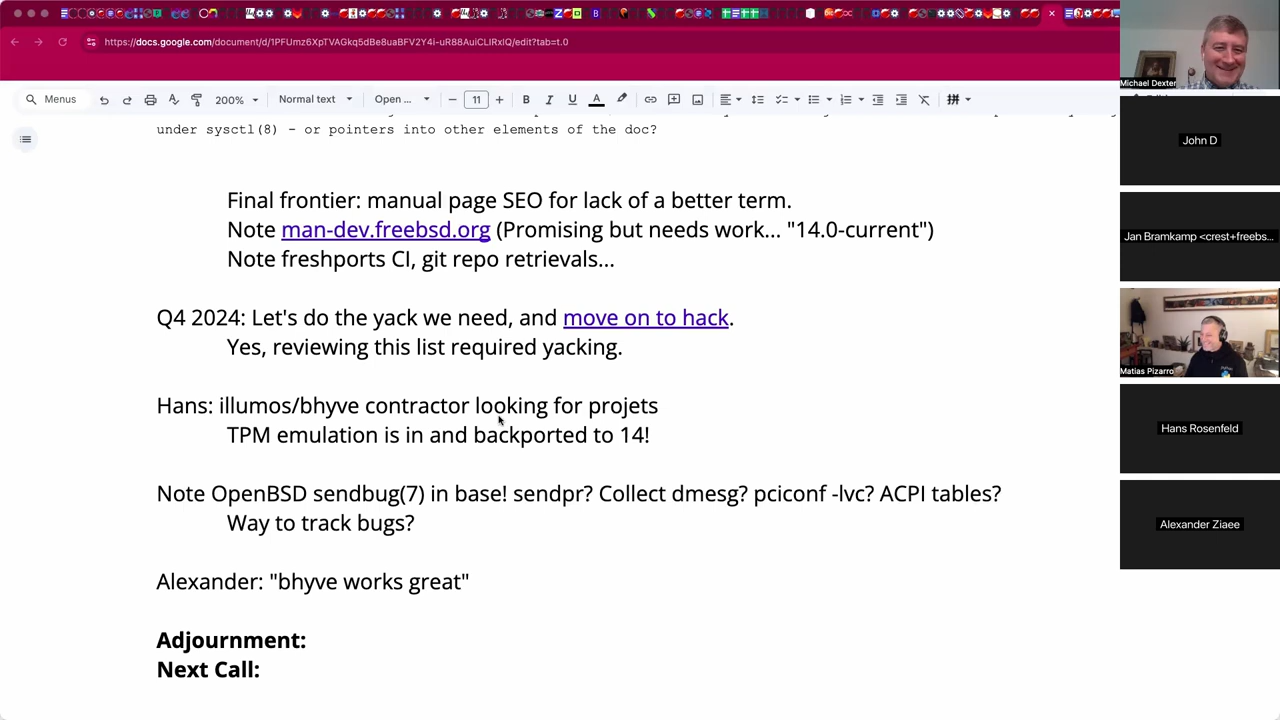 https://docs.google.com/document/d/1PFUmz6XpTVAGkq5dBe8uaBFV2Y4i-uR88AuiCLIRxIQ/edit?tab=t.0
Menus 200% Normal text Open ... 11
under sysctl(8) - or pointers into other elements of the doc?
Final frontier: manual page SEO for lack of a better term.
Note man-dev.freebsd.org (Promising but needs work... "14.0-current")
Note freshports CI, git repo retrievals...
Q4 2024: Let's do the yack we need, and move on to hack.
Yes, reviewing this list required yacking.
Hans: illumos/bhyve contractor looking for projets
TPM emulation is in and backported to 14!
Note OpenBSD sendbug(7) in base! sendpr? Collect dmesg? pciconf -lvc? ACPI tables?
Way to track bugs?
Alexander: "bhyve works great"
Adjournment:
Next Call:
Michael Dexter
John D
Jan Bramkamp <crest+freebs...
Matias Pizarro
Hans Rosenfeld
Alexander Ziaee